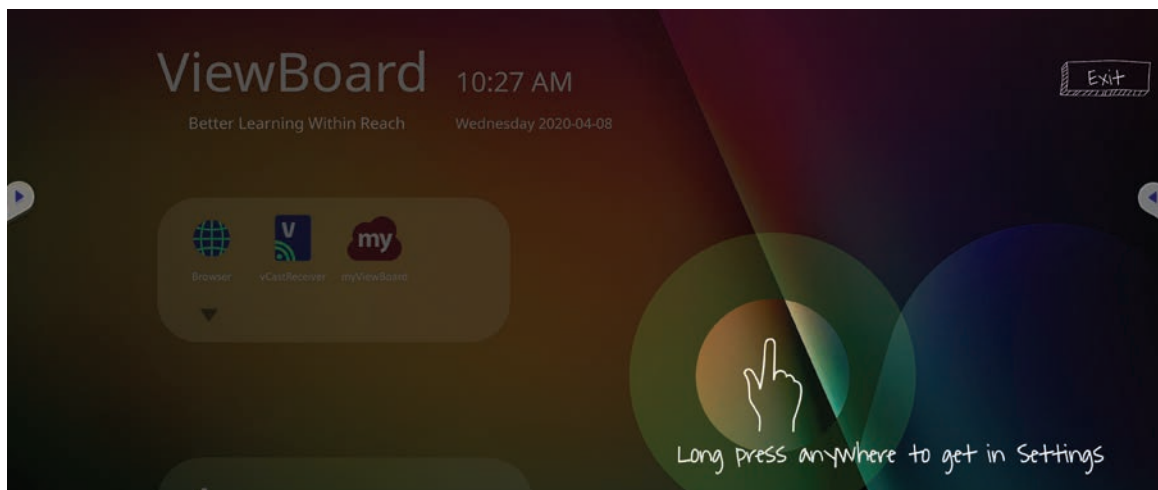 ViewBoard
10:27 AM
Better Learning Within Reach
Wednesday 2020-04-08
Exit
V
my
Browser
vCastReceiver
myViewBoard
Long press anywhere to get in Settings